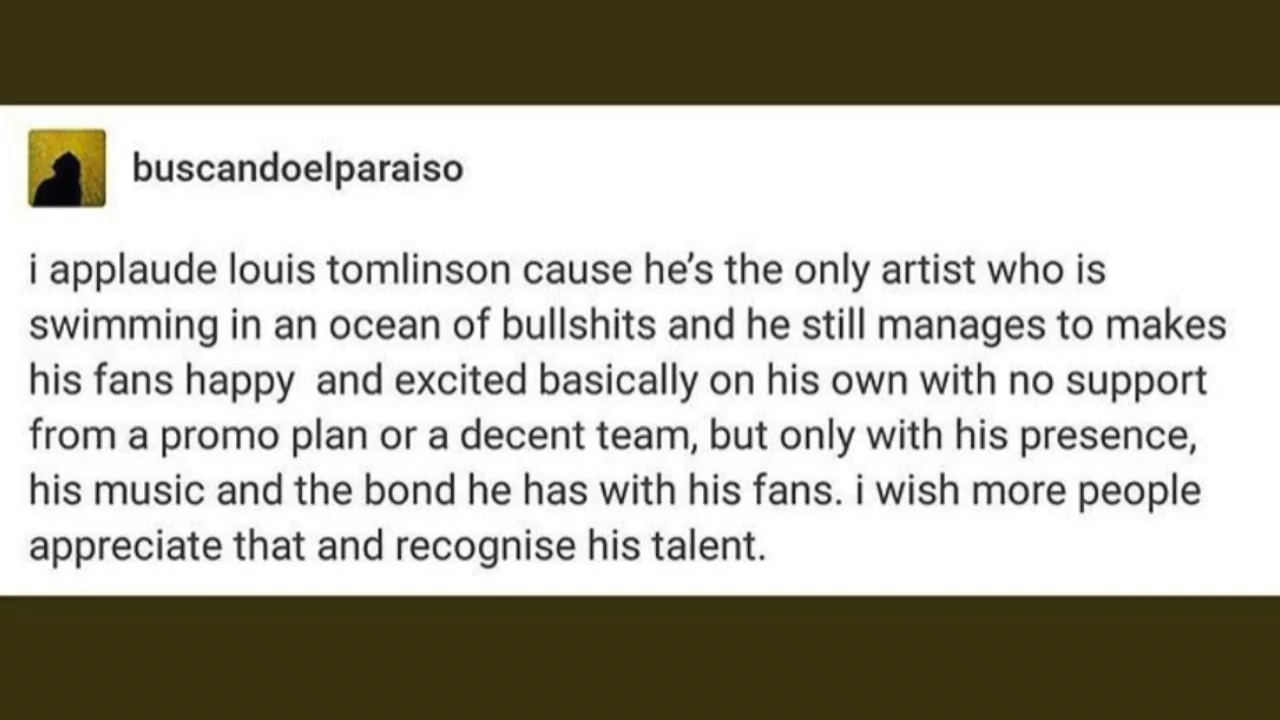 buscandoelparaiso
i applaude louis tomlinson cause he's the only artist who is
swimming in an ocean of bullshits and he still manages to makes
his fans happy  and excited basically on his own with no support
from a promo plan or a decent team, but only with his presence,
his music and the bond he has with his fans. i wish more people
appreciate that and recognise his talent.